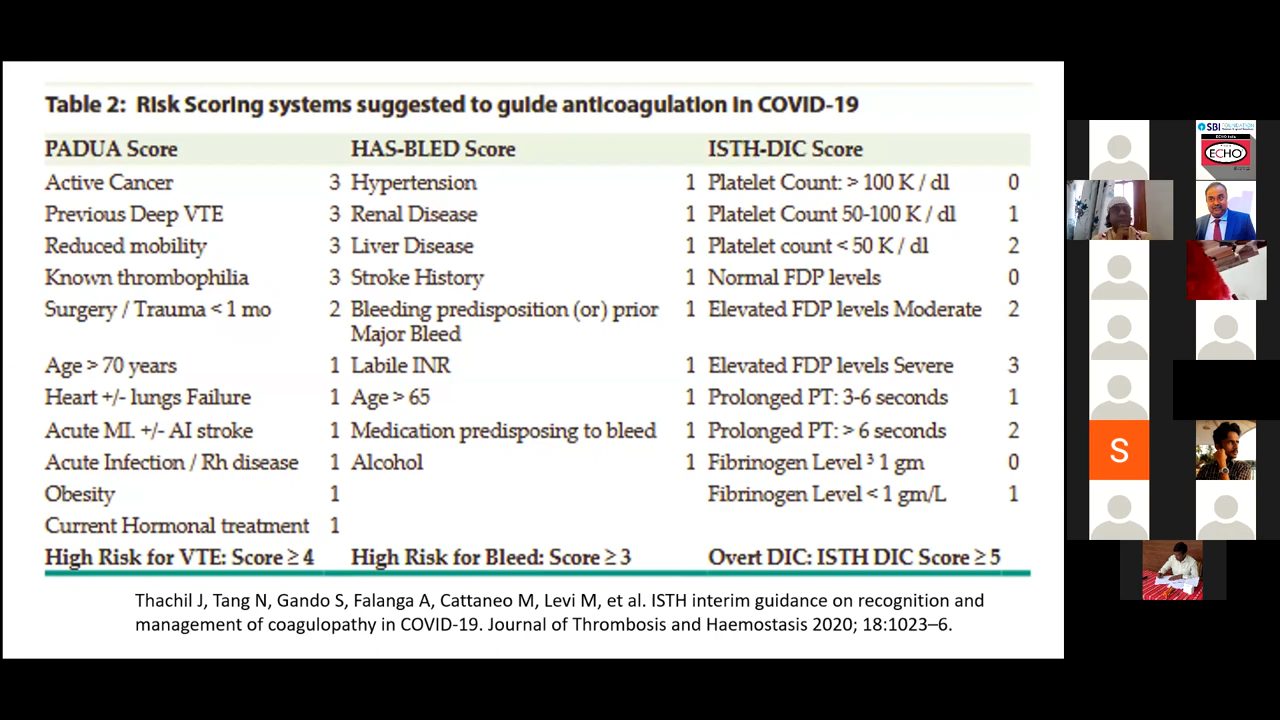 Table 2: Risk Scoring systems suggested to guide anticoagulation in COVID-19
PADUA Score HAS-BLED Score ISTH-DIC Score
Active Cancer 3 Hypertension 1 Platelet Count: > 100 K / dl 0
Previous Deep VTE 3 Renal Disease 1 Platelet Count 50-100 K / dl 1
Reduced mobility 3 Liver Disease 1 Platelet count < 50 K / dl 2
Known thrombophilia 3 Stroke History 1 Normal FDP levels 0
Surgery / Trauma < 1 mo 2 Bleeding predisposition (or) prior 1 Elevated FDP levels Moderate 2
Major Bleed
Age > 70 years 1 Labile INR 1 Elevated FDP levels Severe 3
Heart +/- lungs Failure 1 Age > 65 1 Prolonged PT: 3-6 seconds 1
Acute MI. +/- AI stroke 1 Medication predisposing to bleed 1 Prolonged PT: > 6 seconds 2
Acute Infection / Rh disease 1 Alcohol 1 Fibrinogen Level ³ 1 gm 0
Obesity 1 Fibrinogen Level < 1 gm/L 1
Current Hormonal treatment 1
High Risk for VTE: Score ≥ 4 High Risk for Bleed: Score ≥ 3 Overt DIC: ISTH DIC Score ≥ 5
Thachil J, Tang N, Gando S, Falanga A, Cattaneo M, Levi M, et al. ISTH interim guidance on recognition and
management of coagulopathy in COVID-19. Journal of Thrombosis and Haemostasis 2020; 18:1023–6.
SBI
ECHO India
ECHO
S